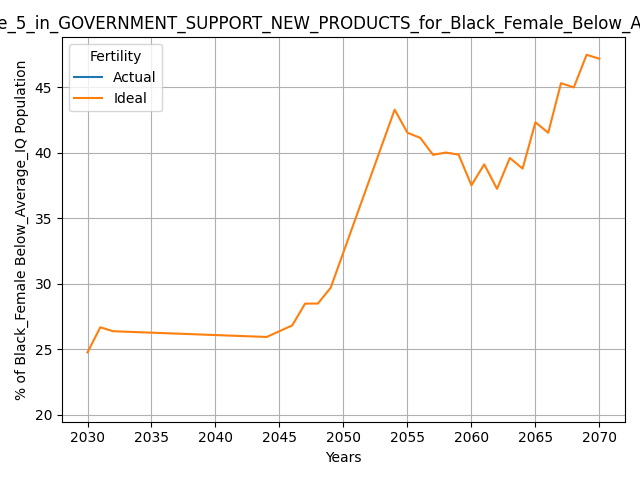 e_5_in_GOVERNMENT_SUPPORT_NEW_PRODUCTS_for_Black_Female_Below_A
Fertility
Actual
Ideal
% of Black_Female Below_Average_IQ Population
45
40
35
30
25
20
2030 2035 2040 2045 2050 2055 2060 2065 2070
Years